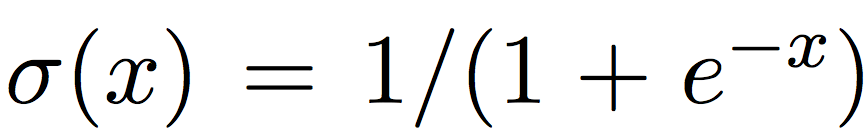 σ(x) = 1/(1 + e^{-x})